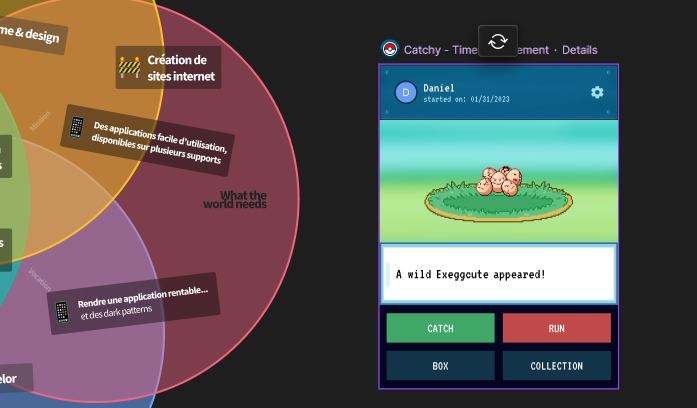 me & design
Création de
sites internet
Mission
Des applications facile d'utilisation,
disponibles sur plusieurs supports
What the
world needs
s
s
Vocation
Rendre une application rentable...
et des dark patterns
elor
Catchy - Time
ement · Details
D
Daniel
started on: 01/31/2023
A wild Exeggcute appeared!
CATCH
RUN
BOX
COLLECTION